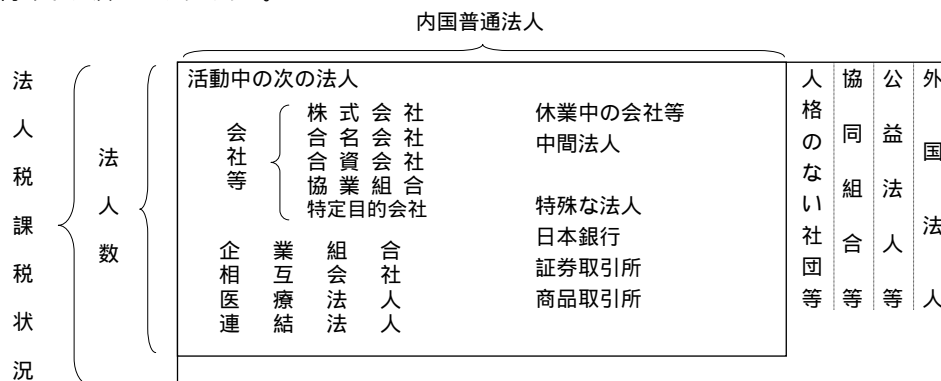 内国普通法人
法人税課税状況
法人数
活動中の次の法人
会社等
株式会社
合名会社
合資会社
協業組合
特定目的会社
企業組合
相互会社
医療法人
連結法人
休業中の会社等
中間法人
特殊な法人
日本銀行
証券取引所
商品取引所
人格のない社団等
協同組合等
公益法人等
外国法人